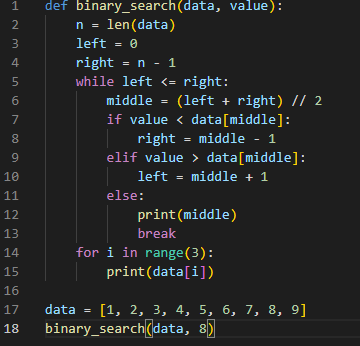 1 def binary_search(data, value):
2     n = len(data)
3     left = 0
4     right = n - 1
5     while left <= right:
6         middle = (left + right) // 2
7         if value < data[middle]:
8             right = middle - 1
9         elif value > data[middle]:
10             left = middle + 1
11         else:
12             print(middle)
13             break
14     for i in range(3):
15         print(data[i])
16
17 data = [1, 2, 3, 4, 5, 6, 7, 8, 9]
18 binary_search(data, 8)